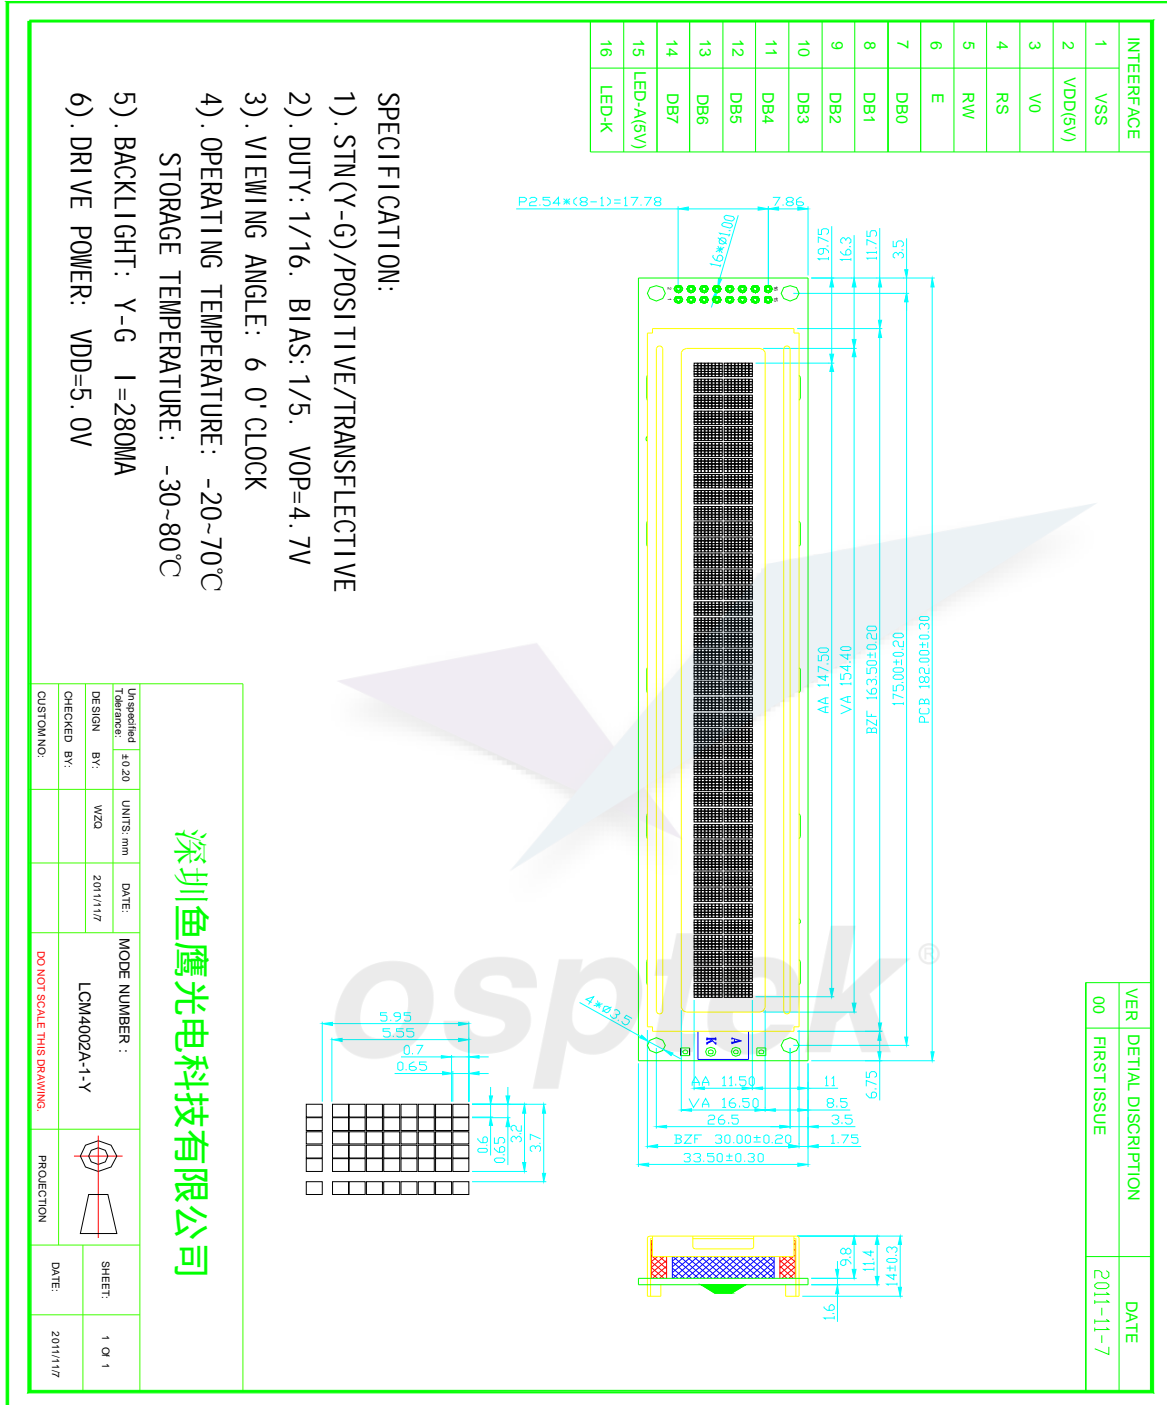 INTEERFACE
1 VSS
2 VDD(5V)
3 V0
4 RS
5 RW
6 E
7 DB0
8 DB1
9 DB2
10 DB3
11 DB4
12 DB5
13 DB6
14 DB7
15 LED-A(5V)
16 LED-K
VER DETIAL DISCRIPTION DATE
00 FIRST ISSUE 2011-11-7
P2.54*(8-1)=17.78
7.86
16*ø1.00
19.75
16.3
11.75
3.5
2
1
16
15
AA 147.50
VA 154.40
BZF 163.50±0.20
175.00±0.20
PCB 182.00±0.30
4*ø3.5
K
A
6.75
AA 11.50
11
VA 16.50
8.5
26.5
3.5
BZF 30.00±0.20
1.75
33.50±0.30
5.95
5.55
0.7
0.65
0.6
0.65
3.2
3.7
9.8
11.4
14±0.3
1.6
osptek®
SPECIFICATION:
1).STN(Y-G)/POSITIVE/TRANSFLECTIVE
2).DUTY:1/16. BIAS:1/5. VOP=4.7V
3).VIEWING ANGLE: 6 O'CLOCK
4).OPERATING TEMPERATURE: -20~70℃
STORAGE TEMPERATURE: -30~80℃
5).BACKLIGHT: Y-G I=280MA
6).DRIVE POWER: VDD=5.0V
深圳鱼鹰光电科技有限公司
Unspecified
Tolerance: ±0.20 UNITS: mm DATE:
DESIGN BY: WZQ 2011/11/7
CHECKED BY:
CUSTOM NO:
MODE NUMBER :
LCM4002A-1-Y
DO NOT SCALE THIS DRAWING.
PROJECTION
SHEET: 1 Of 1
DATE: 2011/11/7